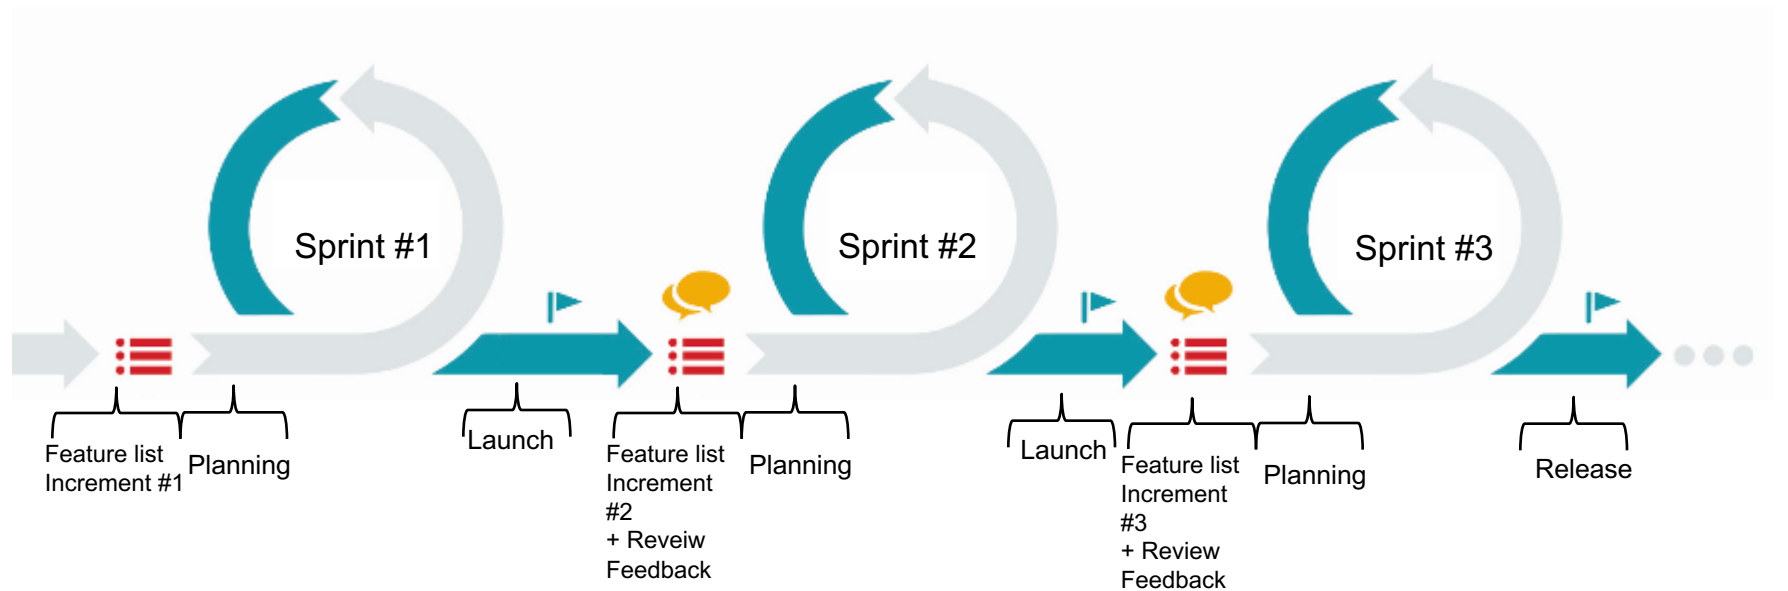 Sprint #1
Sprint #2
Sprint #3
Feature list
Increment #1
Planning
Launch
Feature list
Increment
#2
+ Reveiw
Feedback
Planning
Launch
Feature list
Increment
#3
+ Review
Feedback
Planning
Release